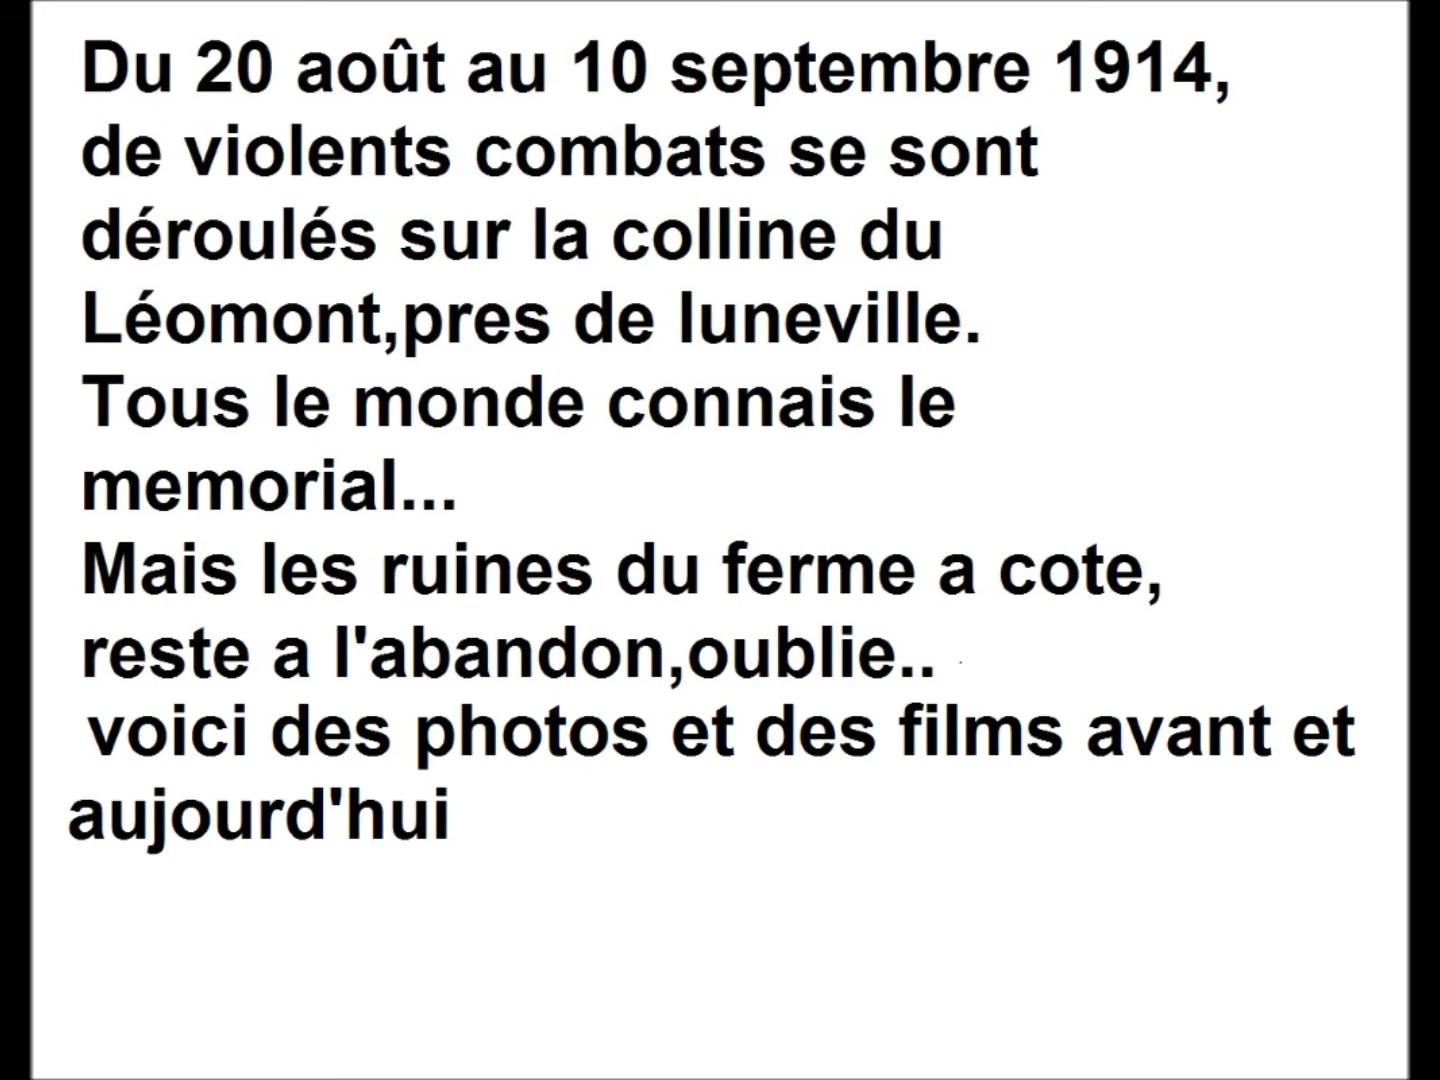 Du 20 août au 10 septembre 1914,
de violents combats se sont
déroulés sur la colline du
Léomont,pres de luneville.
Tous le monde connais le
memorial...
Mais les ruines du ferme a cote,
reste a l'abandon,oublie..
voici des photos et des films avant et
aujourd'hui